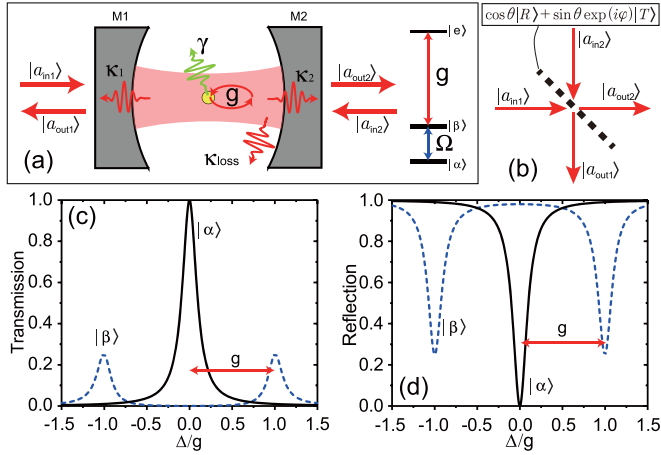 M1
M2
cosθ|R⟩+sinθexp(iφ)|T⟩
γ
|e⟩
|a_in2⟩
|a_in1⟩
κ1
κ2
|a_out2⟩
g
g
|β⟩
|a_in1⟩
|a_out2⟩
|a_out1⟩
|a_in2⟩
Ω
(a)
κloss
|α⟩
(b)
|a_out1⟩
(c)
|α⟩
|β⟩
g
Transmission
1.0
0.8
0.6
0.4
0.2
0.0
-1.5 -1.0 -0.5 0.0 0.5 1.0 1.5
Δ/g
g
|β⟩
(d)
|α⟩
Reflection
1.0
0.8
0.6
0.4
0.2
0.0
-1.5 -1.0 -0.5 0.0 0.5 1.0 1.5
Δ/g